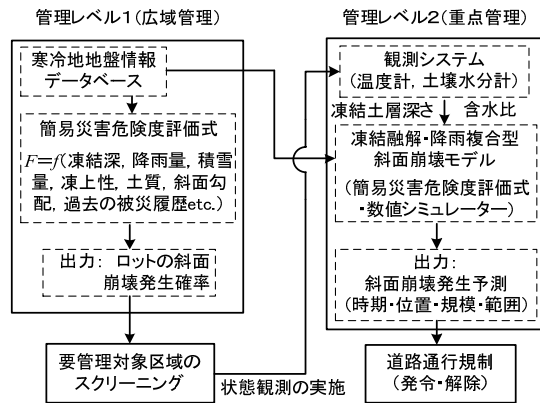 管理レベル1(広域管理)
寒冷地地盤情報
データベース
簡易災害危険度評価式
F=f(凍結深, 降雨量, 積雪
量, 凍上性, 土質, 斜面勾
配, 過去の被災履歴etc.)
出力: ロットの斜面
崩壊発生確率
要管理対象区域の
スクリーニング
状態観測の実施
管理レベル2(重点管理)
観測システム
(温度計, 土壌水分計)
凍結土層深さ 含水比
凍結融解・降雨複合型
斜面崩壊モデル
(簡易災害危険度評価式
・数値シミュレーター)
出力:
斜面崩壊発生予測
(時期・位置・規模・範囲)
道路通行規制
(発令・解除)